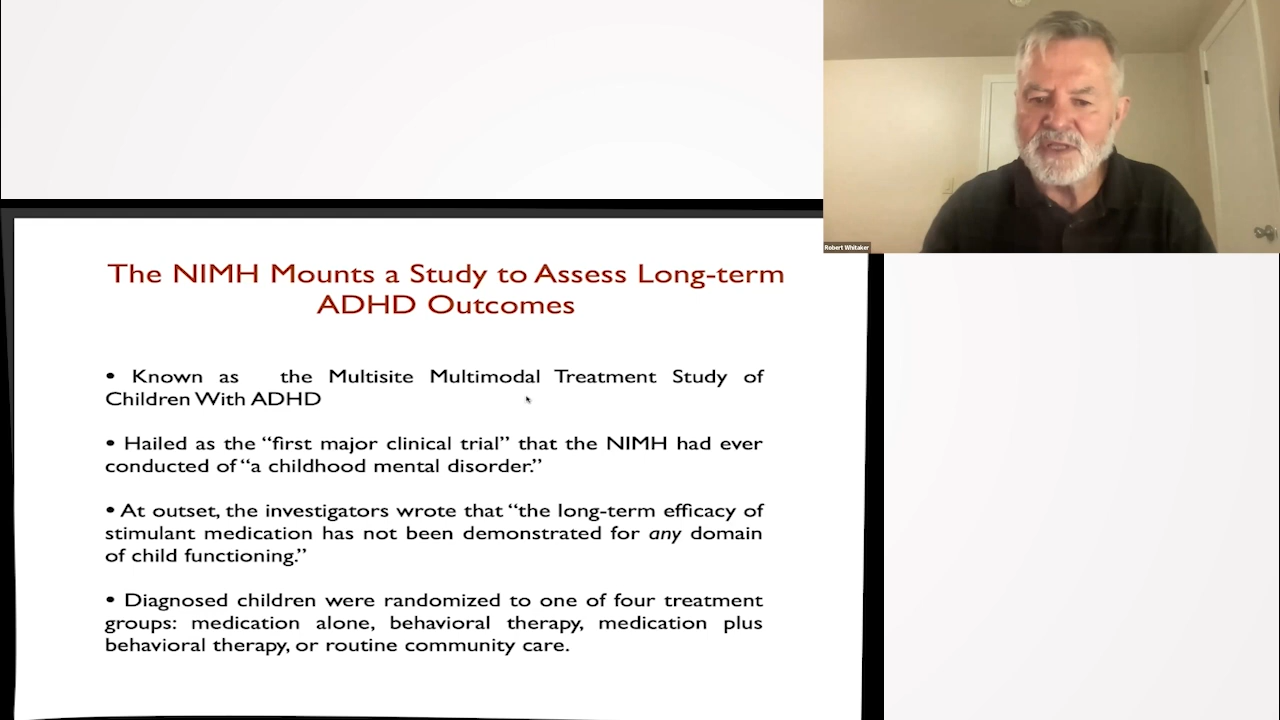 Robert Whitaker
The NIMH Mounts a Study to Assess Long-term
ADHD Outcomes
• Known as the Multisite Multimodal Treatment Study of
Children With ADHD
• Hailed as the “first major clinical trial” that the NIMH had ever
conducted of “a childhood mental disorder.”
• At outset, the investigators wrote that “the long-term efficacy of
stimulant medication has not been demonstrated for any domain
of child functioning.”
• Diagnosed children were randomized to one of four treatment
groups: medication alone, behavioral therapy, medication plus
behavioral therapy, or routine community care.